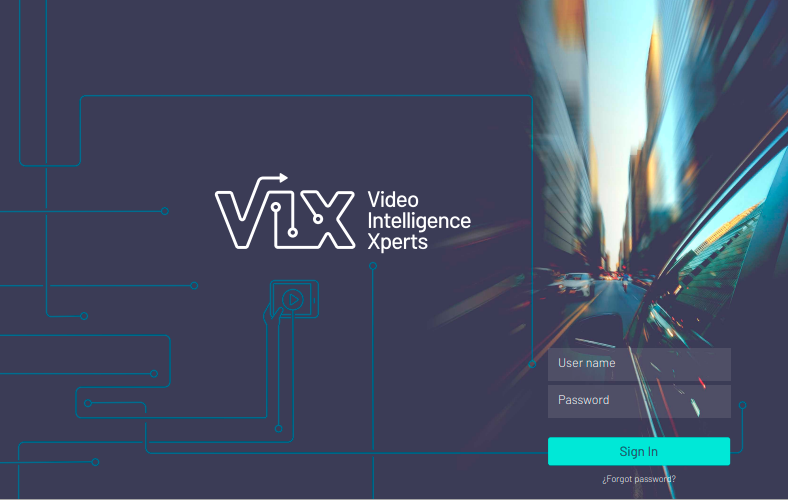 VIX
Video
Intelligence
Xperts
User name
Password
Sign In
¿Forgot password?